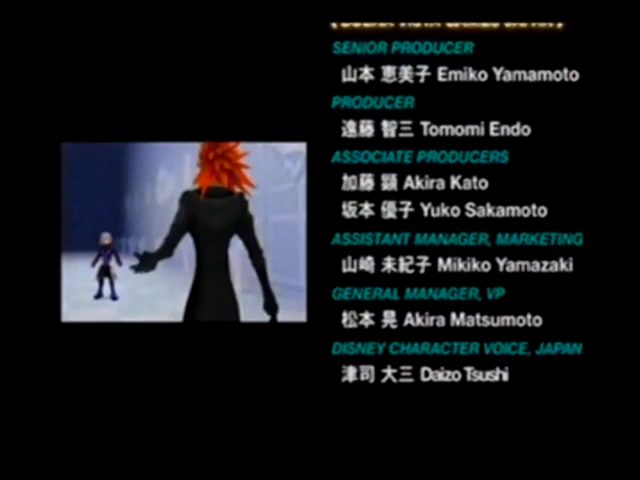 SENIOR PRODUCER
山本 恵美子 Emiko Yamamoto
PRODUCER
遠藤 智三 Tomomi Endo
ASSOCIATE PRODUCERS
加藤 顕 Akira Kato
坂本 優子 Yuko Sakamoto
ASSISTANT MANAGER, MARKETING
山崎 未紀子 Mikiko Yamazaki
GENERAL MANAGER, VP
松本 晃 Akira Matsumoto
DISNEY CHARACTER VOICE, JAPAN
津司 大三 Daizo Tsushi